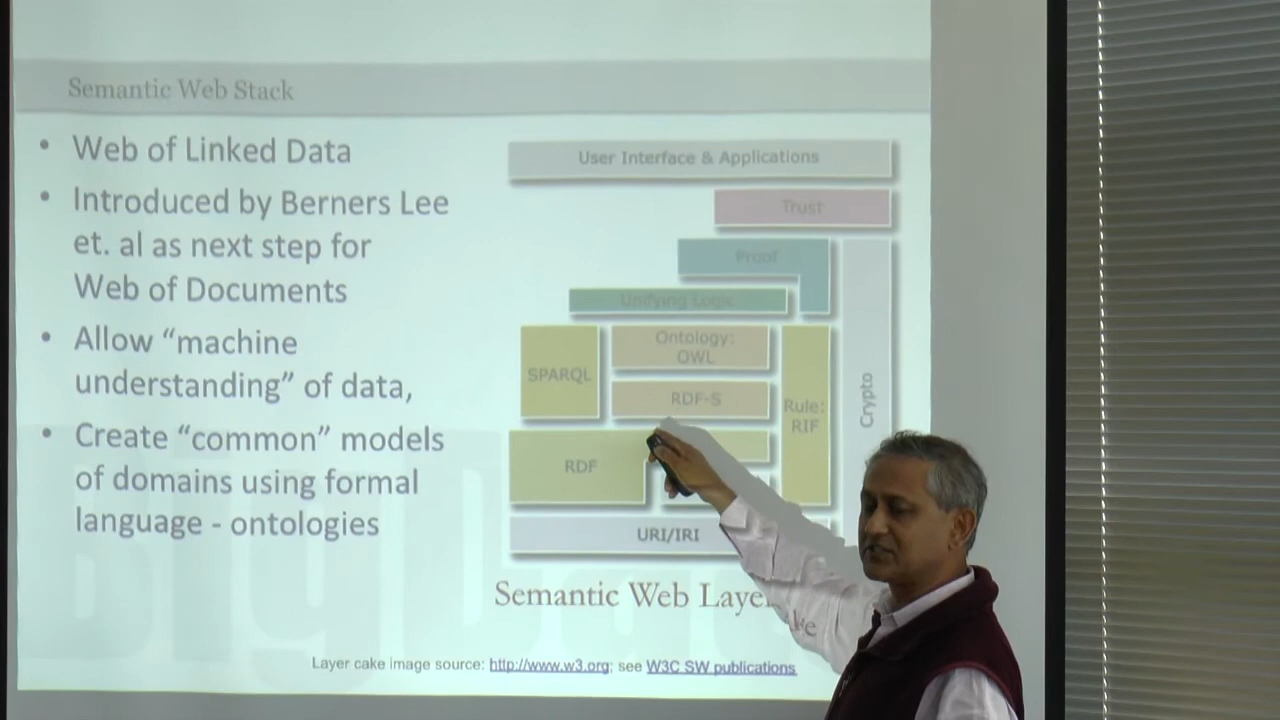 Semantic Web Stack
• Web of Linked Data
• Introduced by Berners Lee
et. al as next step for
Web of Documents
• Allow “machine
understanding” of data,
• Create “common” models
of domains using formal
language - ontologies
User Interface & Applications
Trust
Proof
Unifying Logic
Ontology:
OWL
SPARQL
RDF-S
Rule:
RIF
Crypto
RDF
URI/IRI
Semantic Web Layer
Layer cake image source: http://www.w3.org; see W3C SW publications